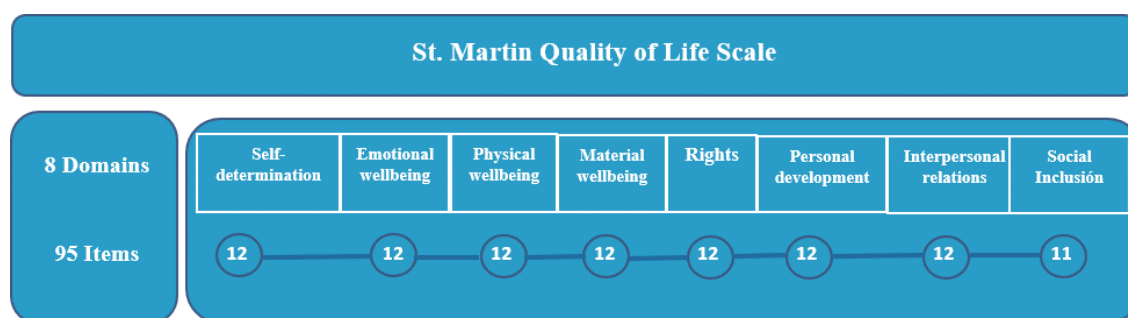 St. Martin Quality of Life Scale
8 Domains
Self-
determination
Emotional
wellbeing
Physical
wellbeing
Material
wellbeing
Rights
Personal
development
Interpersonal
relations
Social
Inclusión
95 Items
12
12
12
12
12
12
12
11